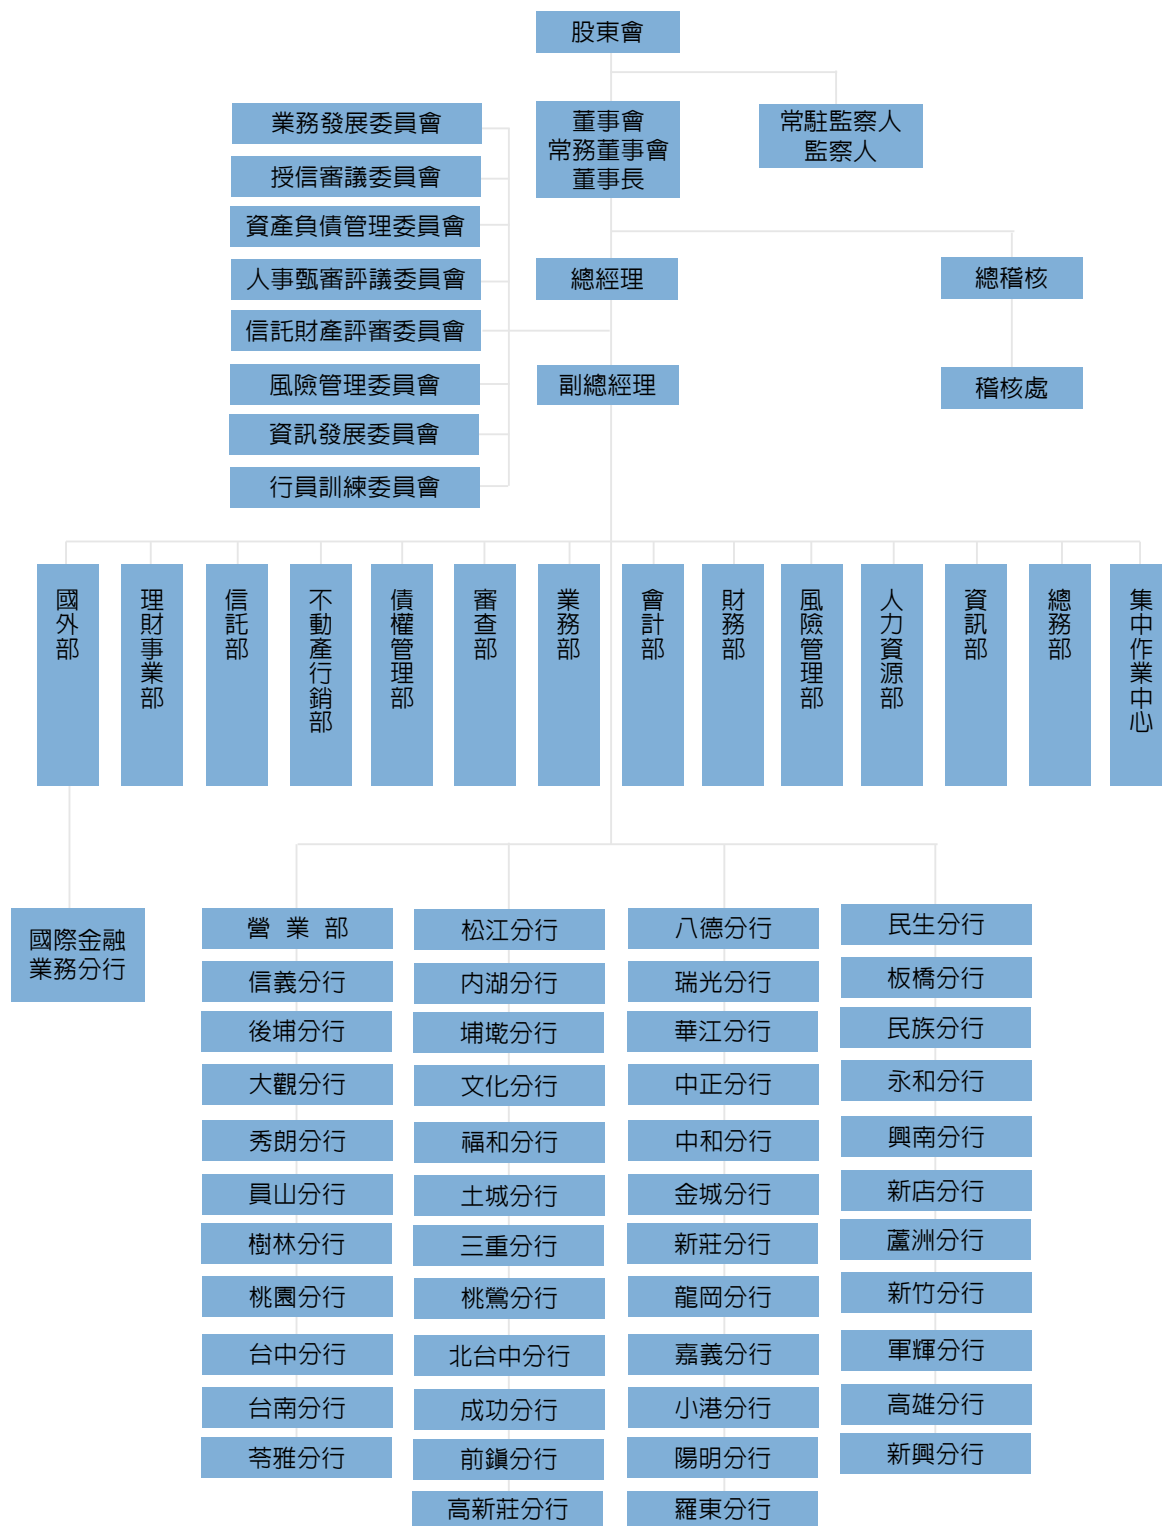 股東會
董事會
常務董事會
董事長
常駐監察人
監察人
業務發展委員會
授信審議委員會
資產負債管理委員會
人事甄審評議委員會
信託財產評審委員會
風險管理委員會
資訊發展委員會
行員訓練委員會
總經理
副總經理
總稽核
稽核處
國外部
理財事業部
信託部
不動產行銷部
債權管理部
審查部
業務部
會計部
財務部
風險管理部
人力資源部
資訊部
總務部
集中作業中心
國際金融
業務分行
營業部
信義分行
後埔分行
大觀分行
秀朗分行
員山分行
樹林分行
桃園分行
台中分行
台南分行
苓雅分行
松江分行
內湖分行
埔墘分行
文化分行
福和分行
土城分行
三重分行
桃鶯分行
北台中分行
成功分行
前鎮分行
高新莊分行
八德分行
瑞光分行
華江分行
中正分行
中和分行
金城分行
新莊分行
龍岡分行
嘉義分行
小港分行
陽明分行
羅東分行
民生分行
板橋分行
民族分行
永和分行
興南分行
新店分行
蘆洲分行
新竹分行
軍輝分行
高雄分行
新興分行